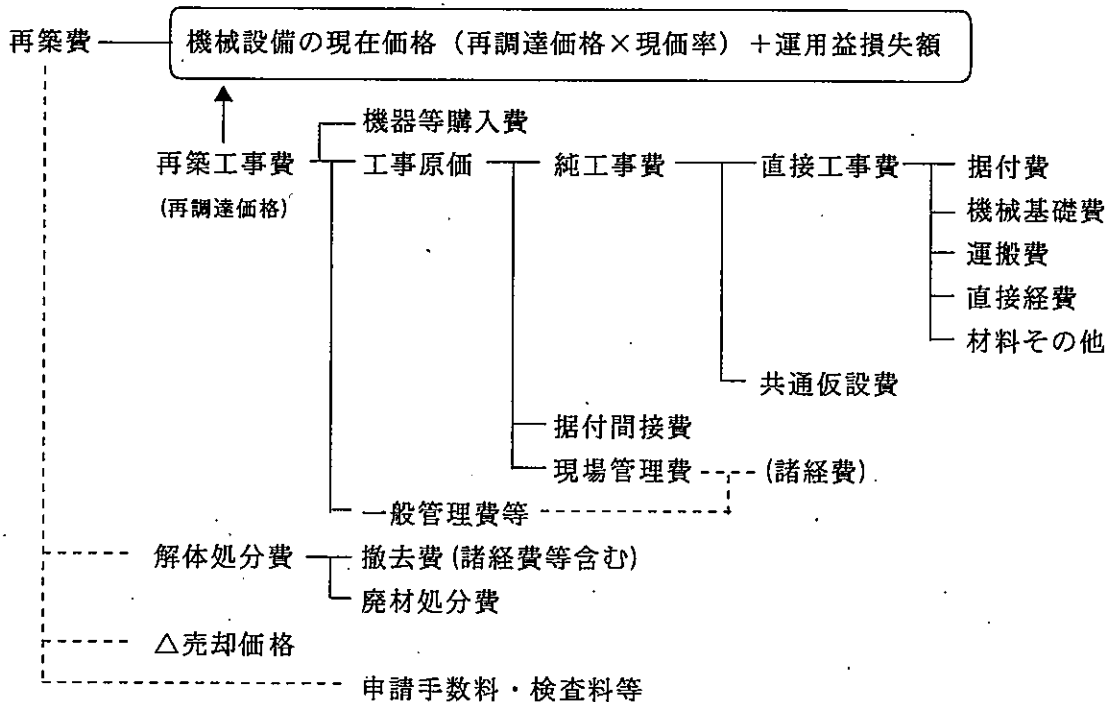 再築費 機械設備の現在価格（再調達価格×現価率）＋運用益損失額
機器等購入費
再築工事費 工事原価 純工事費 直接工事費 据付費
(再調達価格) 機械基礎費
運搬費
直接経費
材料その他
共通仮設費
据付間接費
現場管理費 (諸経費)
一般管理費等
解体処分費 撤去費(諸経費等含む)
廃材処分費
△売却価格
申請手数料・検査料等